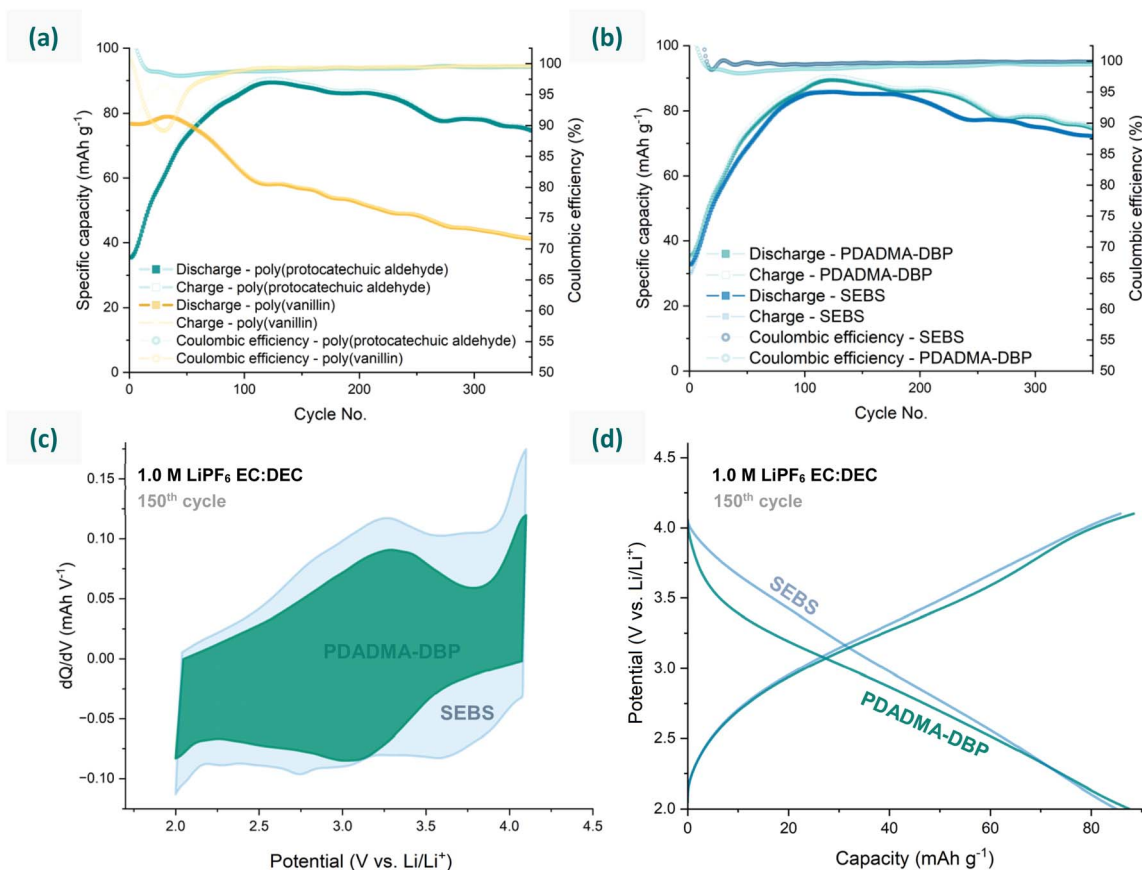 (a)
100
80
60
40
20
0
Specific capacity (mAh g⁻¹)
100
95
90
85
80
75
70
65
60
55
50
Coulombic efficiency (%)
Discharge - poly(protocatechuic aldehyde)
Charge - poly(protocatechuic aldehyde)
Discharge - poly(vanillin)
Charge - poly(vanillin)
Coulombic efficiency - poly(protocatechuic aldehyde)
Coulombic efficiency - poly(vanillin)
0 100 200 300
Cycle No.
(b)
100
80
60
40
20
0
Specific capacity (mAh g⁻¹)
100
95
90
85
80
75
70
65
60
55
50
Coulombic efficiency (%)
Discharge - PDADMA-DBP
Charge - PDADMA-DBP
Discharge - SEBS
Charge - SEBS
Coulombic efficiency - SEBS
Coulombic efficiency - PDADMA-DBP
0 100 200 300
Cycle No.
(c)
1.0 M LiPF₆ EC:DEC
150ᵗʰ cycle
0.15
0.10
0.05
0.00
−0.05
−0.10
dQ/dV (mAh V⁻¹)
PDADMA-DBP
SEBS
2.0 2.5 3.0 3.5 4.0 4.5
Potential (V vs. Li/Li⁺)
(d)
1.0 M LiPF₆ EC:DEC
150ᵗʰ cycle
4.5
4.0
3.5
3.0
2.5
2.0
Potential (V vs. Li/Li⁺)
SEBS
PDADMA-DBP
0 20 40 60 80
Capacity (mAh g⁻¹)